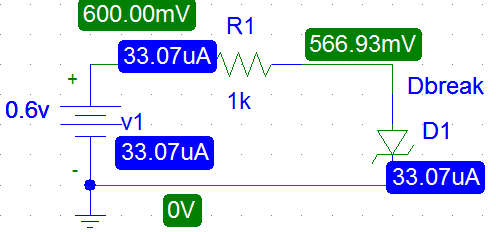 600.00mV
R1
33.07uA
566.93mV
+
Dbreak
0.6v
1k
v1
D1
33.07uA
-
33.07uA
0V